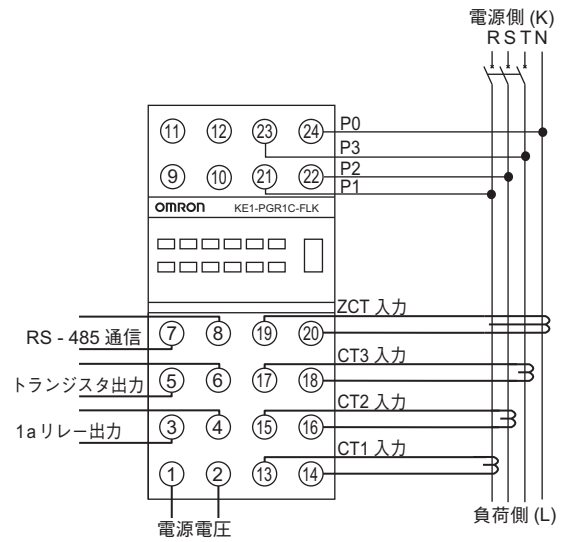 電源側 (K)
R S T N
⑪ ⑫ ㉓ ㉔ P0
P3
⑨ ⑩ ㉑ ㉒ P2
P1
OMRON KE1-PGR1C-FLK
ZCT 入力
RS - 485 通信 ⑦ ⑧ ⑲ ⑳
CT3 入力
トランジスタ出力 ⑤ ⑥ ⑰ ⑱
CT2 入力
1a リレー出力 ③ ④ ⑮ ⑯
CT1 入力
① ② ⑬ ⑭
電源電圧
負荷側 (L)